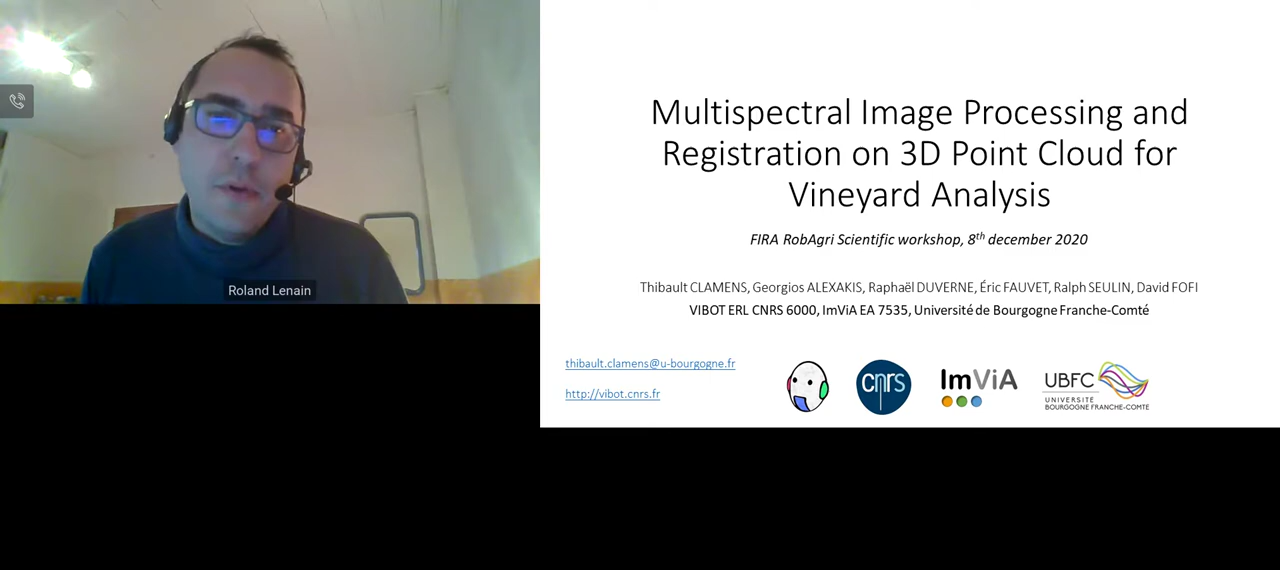 Roland Lenain
Multispectral Image Processing and
Registration on 3D Point Cloud for
Vineyard Analysis
FIRA RobAgri Scientific workshop, 8th december 2020
Thibault CLAMENS, Georgios ALEXAKIS, Raphaël DUVERNE, Éric FAUVET, Ralph SEULIN, David FOFI
VIBOT ERL CNRS 6000, ImViA EA 7535, Université de Bourgogne Franche-Comté
thibault.clamens@u-bourgogne.fr
http://vibot.cnrs.fr
cnrs
ImViA
UBFC
UNIVERSITÉ
BOURGOGNE FRANCHE-COMTÉ